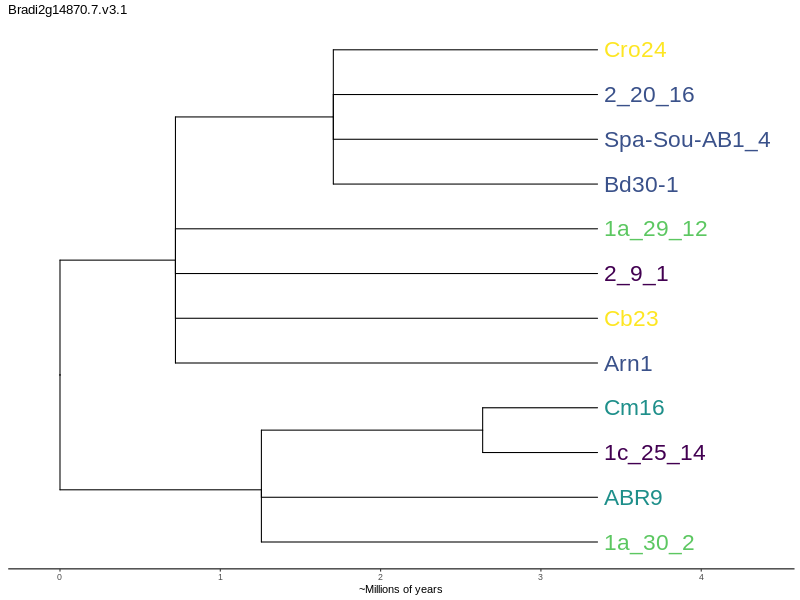 Bradi2g14870.7.v3.1
Cro24
2_20_16
Spa-Sou-AB1_4
Bd30-1
1a_29_12
2_9_1
Cb23
Arn1
Cm16
1c_25_14
ABR9
1a_30_2
0 1 2 3 4
~Millions of years